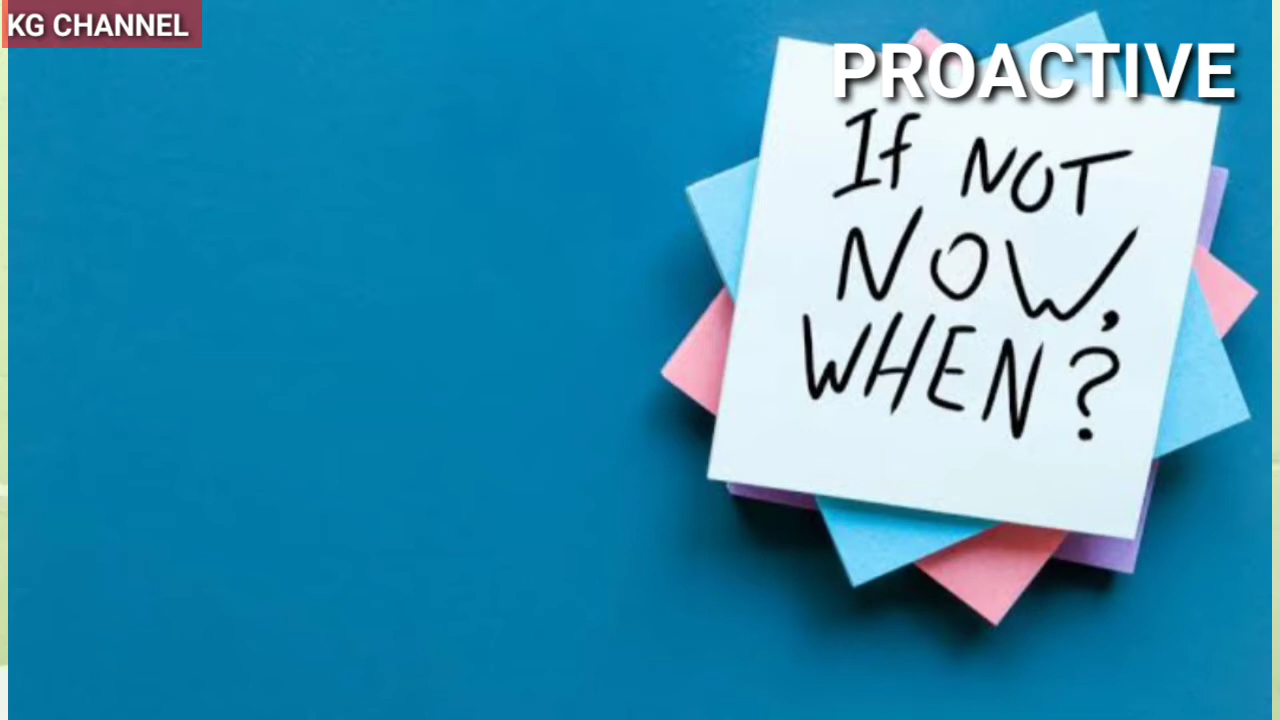 KG CHANNEL
PROACTIVE
If NOT
NOW,
WHEN?